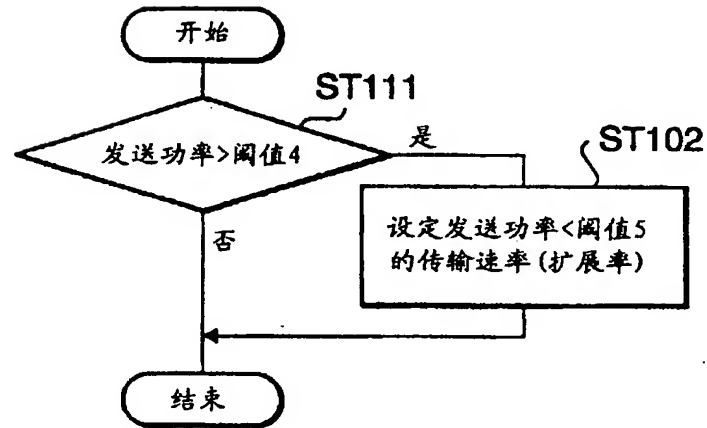 开始
ST111
发送功率>阈值4
是
ST102
设定发送功率<阈值5
的传输速率(扩展率)
否
结束